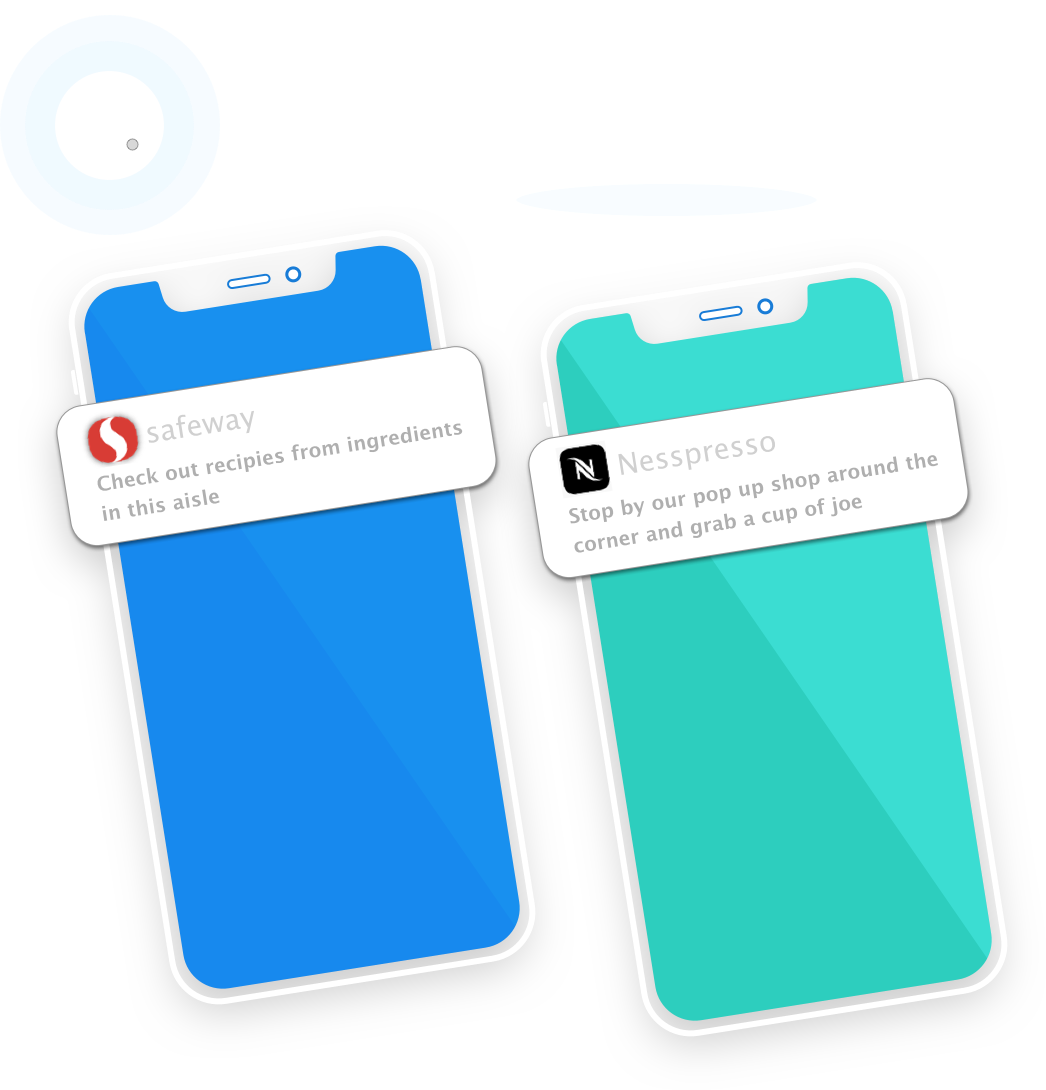 safeway
Check out recipies from ingredients
in this aisle
Nesspresso
Stop by our pop up shop around the
corner and grab a cup of joe